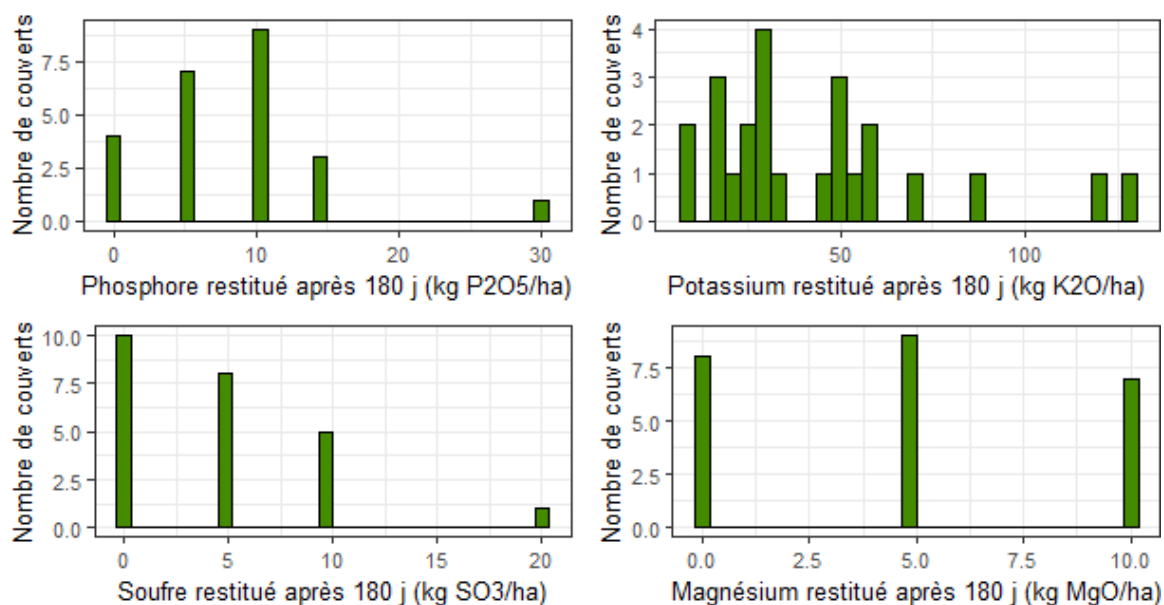 Nombre de couverts
7.5
5.0
2.5
0.0
0 10 20 30
Phosphore restitué après 180 j (kg P2O5/ha)
Nombre de couverts
4
3
2
1
0
50 100
Potassium restitué après 180 j (kg K2O/ha)
Nombre de couverts
10.0
7.5
5.0
2.5
0.0
0 5 10 15 20
Soufre restitué après 180 j (kg SO3/ha)
Nombre de couverts
7.5
5.0
2.5
0.0
0.0 2.5 5.0 7.5 10.0
Magnésium restitué après 180 j (kg MgO/ha)